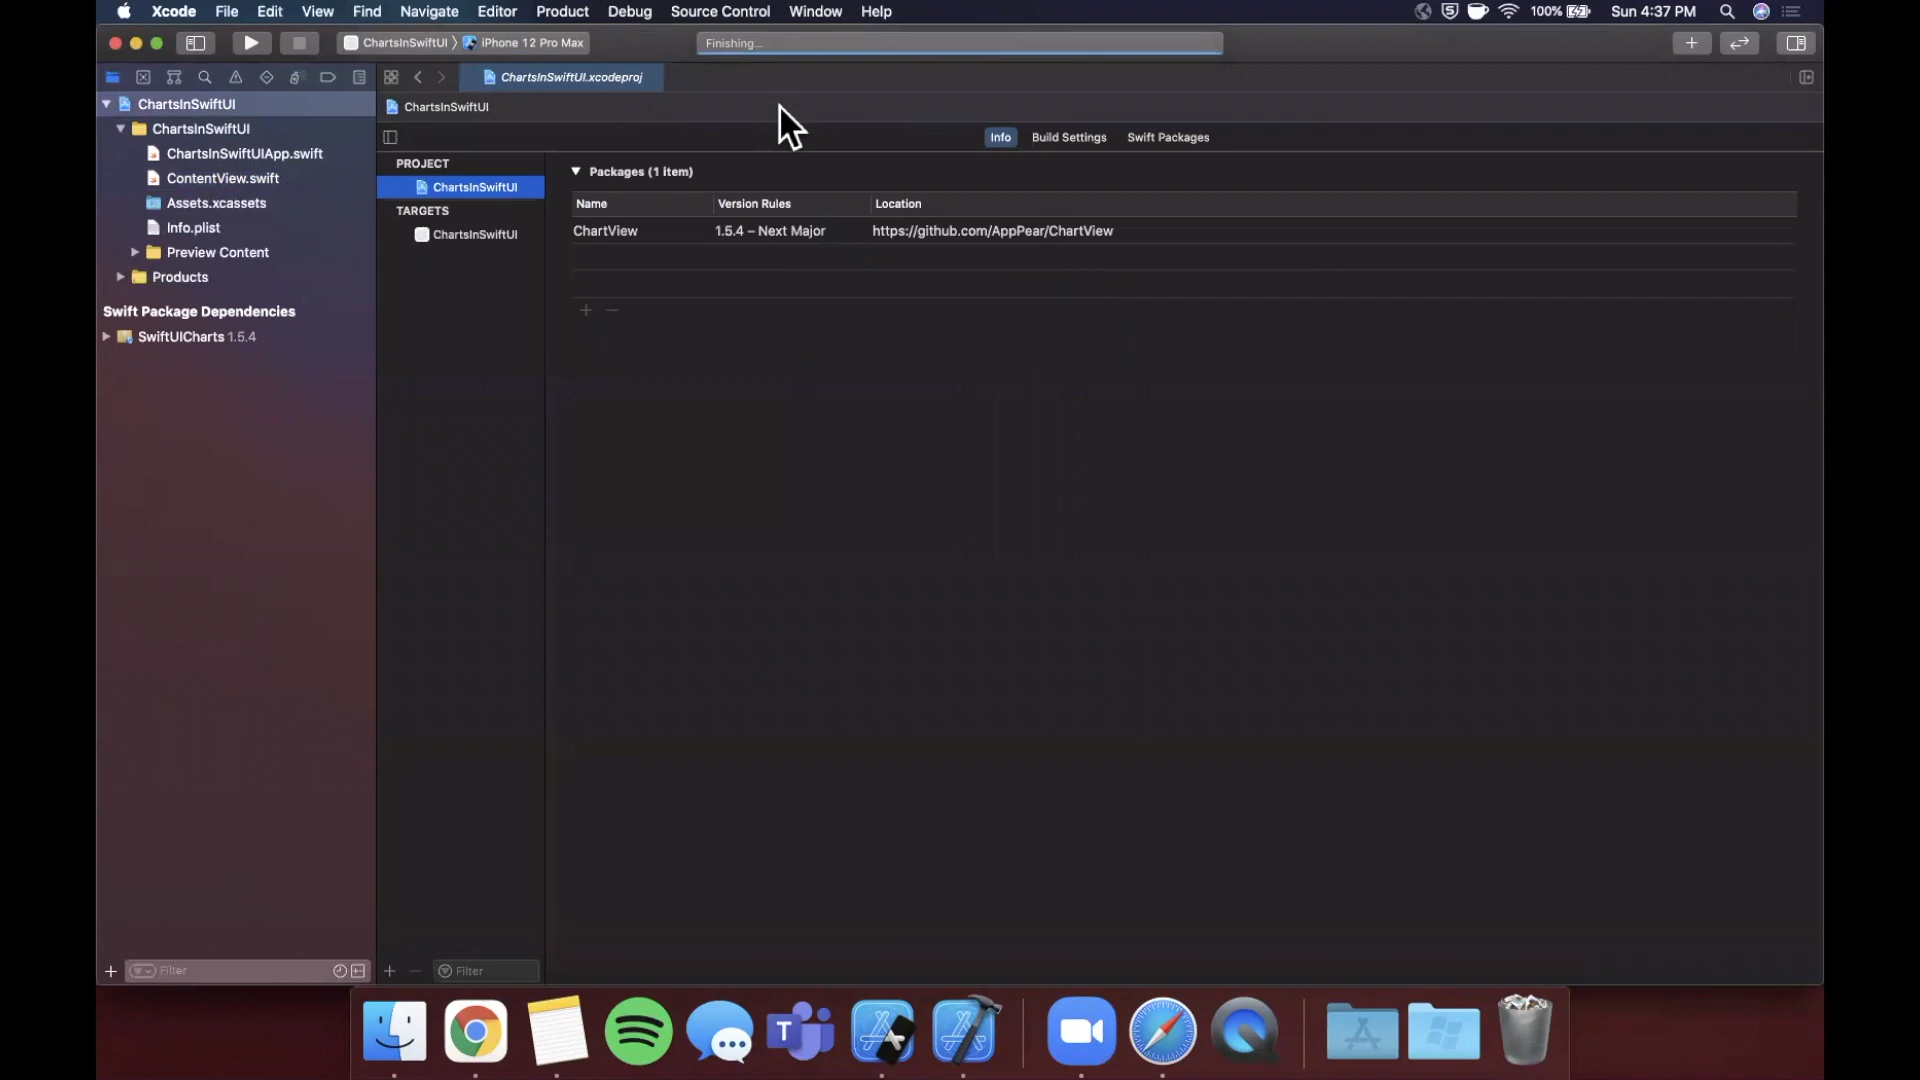 Xcode File Edit View Find Navigate Editor Product Debug Source Control Window Help 100% Sun 4:37 PM
ChartsInSwiftUI iPhone 12 Pro Max Finishing...
ChartsInSwiftUI.xcodeproj
ChartsInSwiftUI
ChartsInSwiftUI
ChartsInSwiftUI
ChartsInSwiftUIApp.swift
ContentView.swift
Assets.xcassets
Info.plist
Preview Content
Products
Swift Package Dependencies
SwiftUICharts 1.5.4
Filter
Info Build Settings Swift Packages
PROJECT
ChartsInSwiftUI
TARGETS
ChartsInSwiftUI
Filter
Packages (1 item)
Name Version Rules Location
ChartView 1.5.4 – Next Major https://github.com/AppPear/ChartView
T